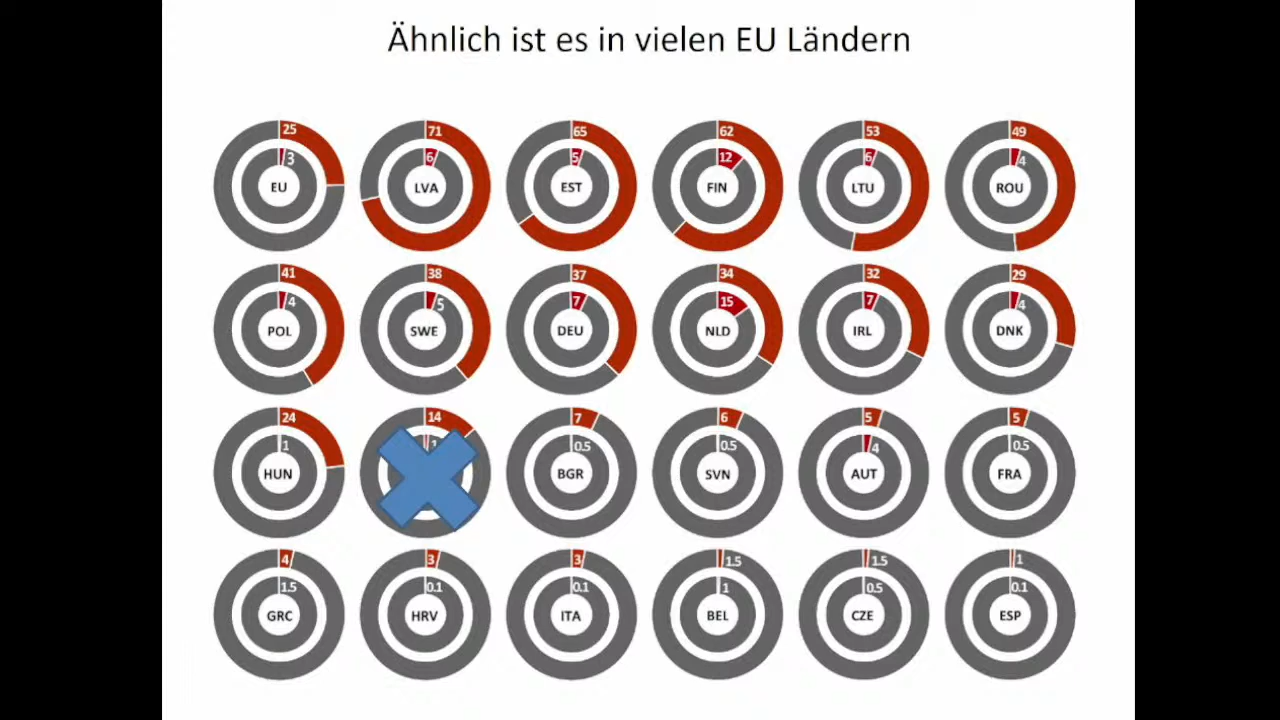 Ähnlich ist es in vielen EU Ländern
25
3
EU
71
6
LVA
65
5
EST
62
12
FIN
53
6
LTU
49
4
ROU
41
4
POL
38
5
SWE
37
7
DEU
34
15
NLD
32
7
IRL
29
4
DNK
24
1
HUN
14
1
7
0.5
BGR
6
0.5
SVN
5
4
AUT
5
0.5
FRA
4
1.5
GRC
3
0.1
HRV
3
0.1
ITA
1.5
1
BEL
1.5
0.5
CZE
1
0.1
ESP